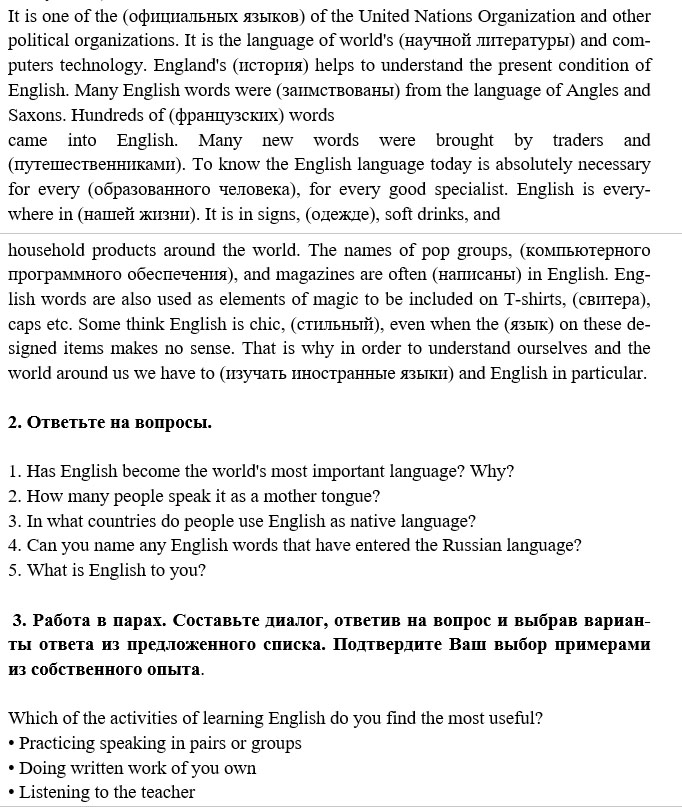 It is one of the (официальных языков) of the United Nations Organization and other
political organizations. It is the language of world's (научной литературы) and com-
puters technology. England's (история) helps to understand the present condition of
English. Many English words were (заимствованы) from the language of Angles and
Saxons. Hundreds of (французских) words
came into English. Many new words were brought by traders and
(путешественниками). To know the English language today is absolutely necessary
for every (образованного человека), for every good specialist. English is every-
where in (нашей жизни). It is in signs, (одежде), soft drinks, and
household products around the world. The names of pop groups, (компьютерного
программного обеспечения), and magazines are often (написаны) in English. Eng-
lish words are also used as elements of magic to be included on T-shirts, (свитера),
caps etc. Some think English is chic, (стильный), even when the (язык) on these de-
signed items makes no sense. That is why in order to understand ourselves and the
world around us we have to (изучать иностранные языки) and English in particular.
2. Ответьте на вопросы.
1. Has English become the world's most important language? Why?
2. How many people speak it as a mother tongue?
3. In what countries do people use English as native language?
4. Can you name any English words that have entered the Russian language?
5. What is English to you?
3. Работа в парах. Составьте диалог, ответив на вопрос и выбрав вариан-
ты ответа из предложенного списка. Подтвердите Ваш выбор примерами
из собственного опыта.
Which of the activities of learning English do you find the most useful?
• Practicing speaking in pairs or groups
• Doing written work of you own
• Listening to the teacher